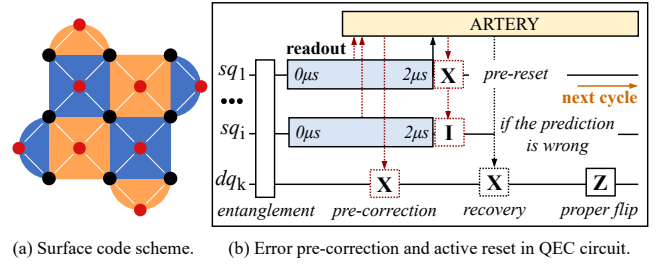 ARTERY
readout
sq1 0μs 2μs X pre-reset
next cycle
sqi 0μs 2μs I if the prediction
is wrong
dqk X X Z
entanglement pre-correction recovery proper flip
(a) Surface code scheme. (b) Error pre-correction and active reset in QEC circuit.